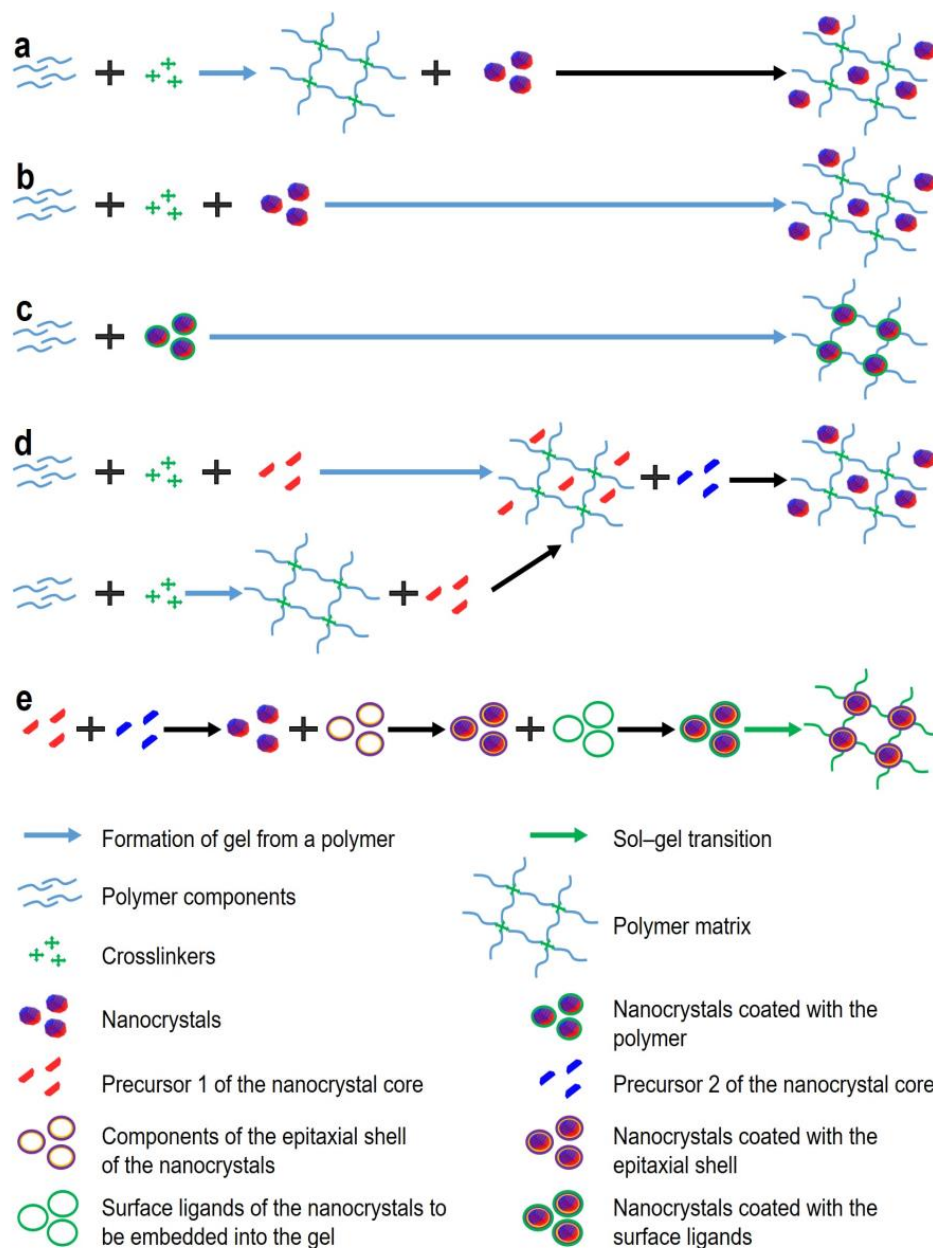 a
b
c
d
e
Formation of gel from a polymer
Sol–gel transition
Polymer components
Polymer matrix
Crosslinkers
Nanocrystals
Nanocrystals coated with the
polymer
Precursor 1 of the nanocrystal core
Precursor 2 of the nanocrystal core
Components of the epitaxial shell
of the nanocrystals
Nanocrystals coated with the
epitaxial shell
Surface ligands of the nanocrystals to
be embedded into the gel
Nanocrystals coated with the
surface ligands